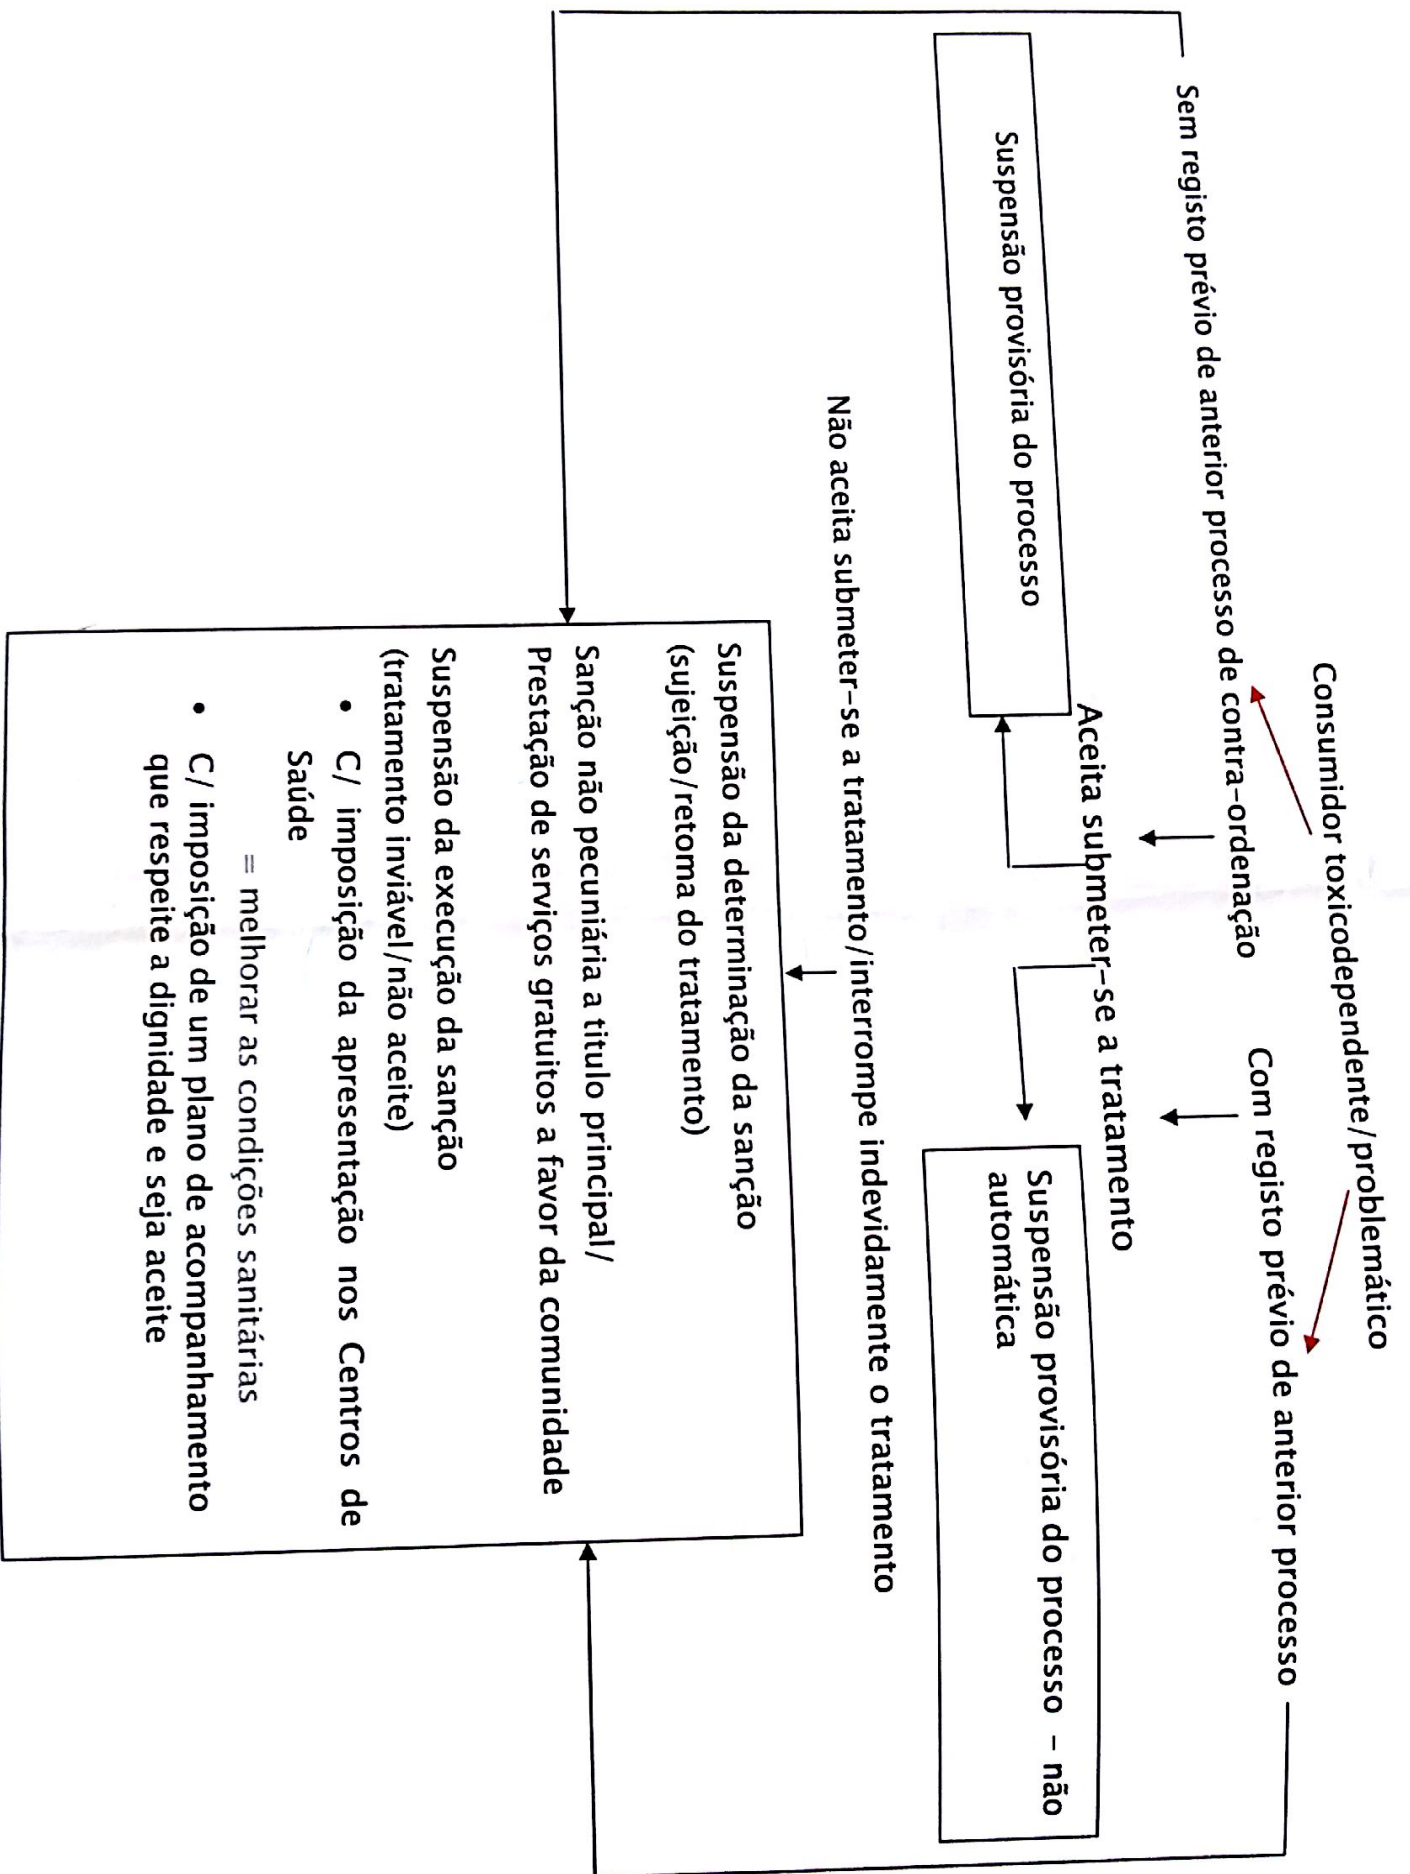 Consumidor toxicodependente/problemático
Sem registo prévio de anterior processo de contra-ordenação
Com registo prévio de anterior processo
Aceita submeter-se a tratamento
Suspensão provisória do processo
Suspensão provisória do processo - não
automática
Não aceita submeter-se a tratamento/interrompe indevidamente o tratamento
Suspensão da determinação da sanção
(sujeição/retoma do tratamento)
Sanção não pecuniária a titulo principal/
Prestação de serviços gratuitos a favor da comunidade
Suspensão da execução da sanção
(tratamento inviável/não aceite)
• C/ imposição da apresentação nos Centros de
Saúde
= melhorar as condições sanitárias
• C/ imposição de um plano de acompanhamento
que respeite a dignidade e seja aceite